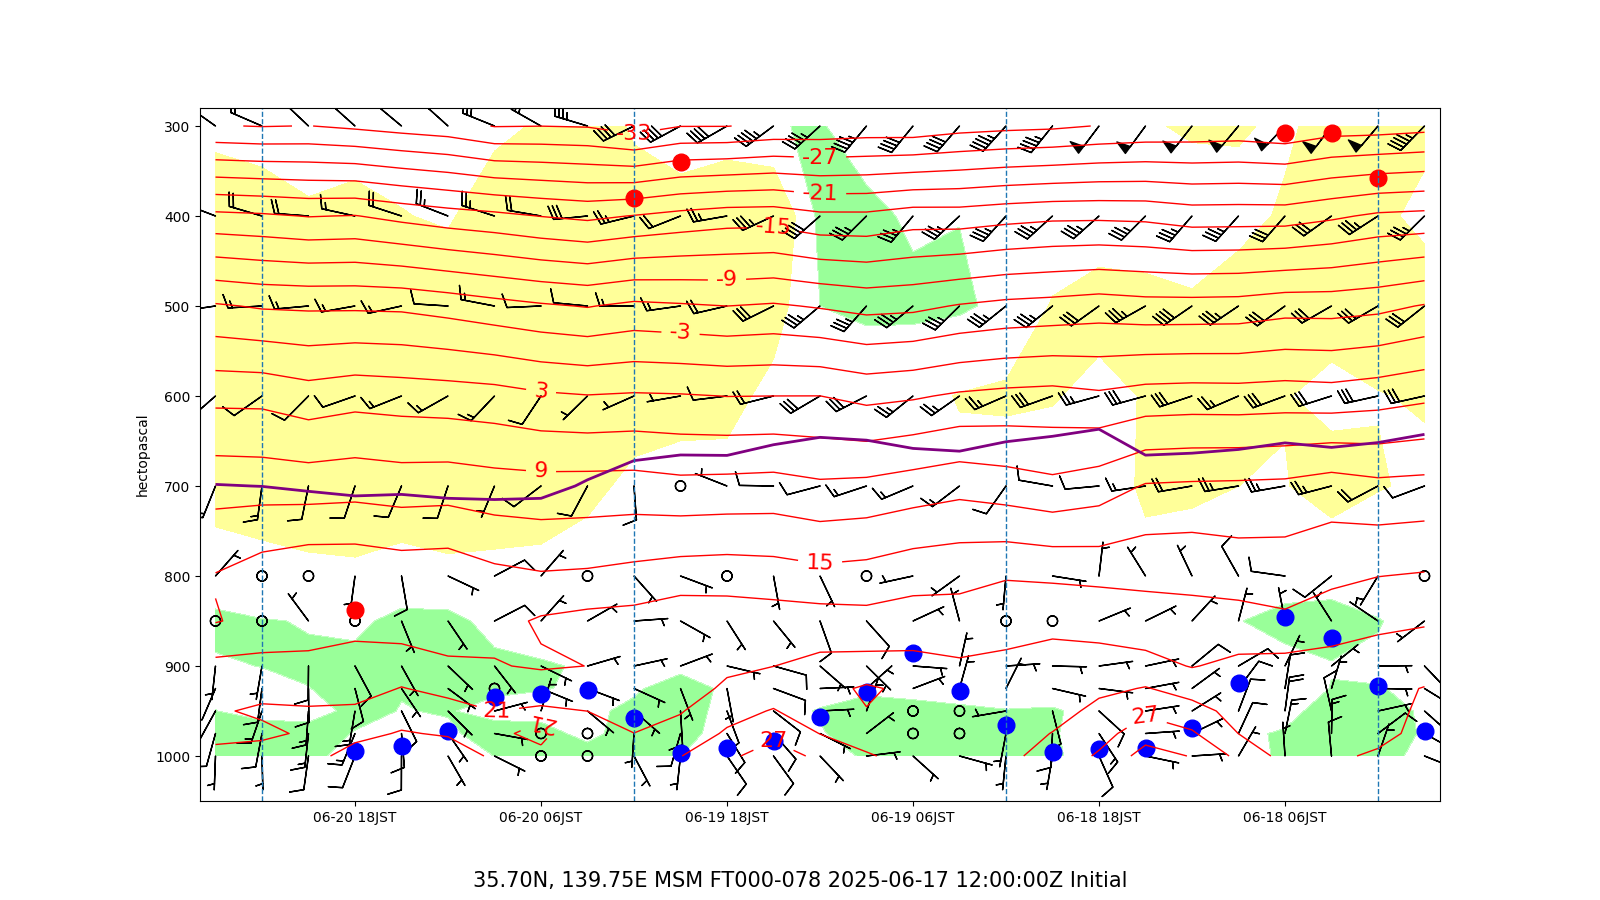 hectopascal
300
400
500
600
700
800
900
1000
-33
-27
-21
-15
-9
-3
3
9
15
21
21
27
27
06-20 18JST
06-20 06JST
06-19 18JST
06-19 06JST
06-18 18JST
06-18 06JST
35.70N, 139.75E MSM FT000-078 2025-06-17 12:00:00Z Initial